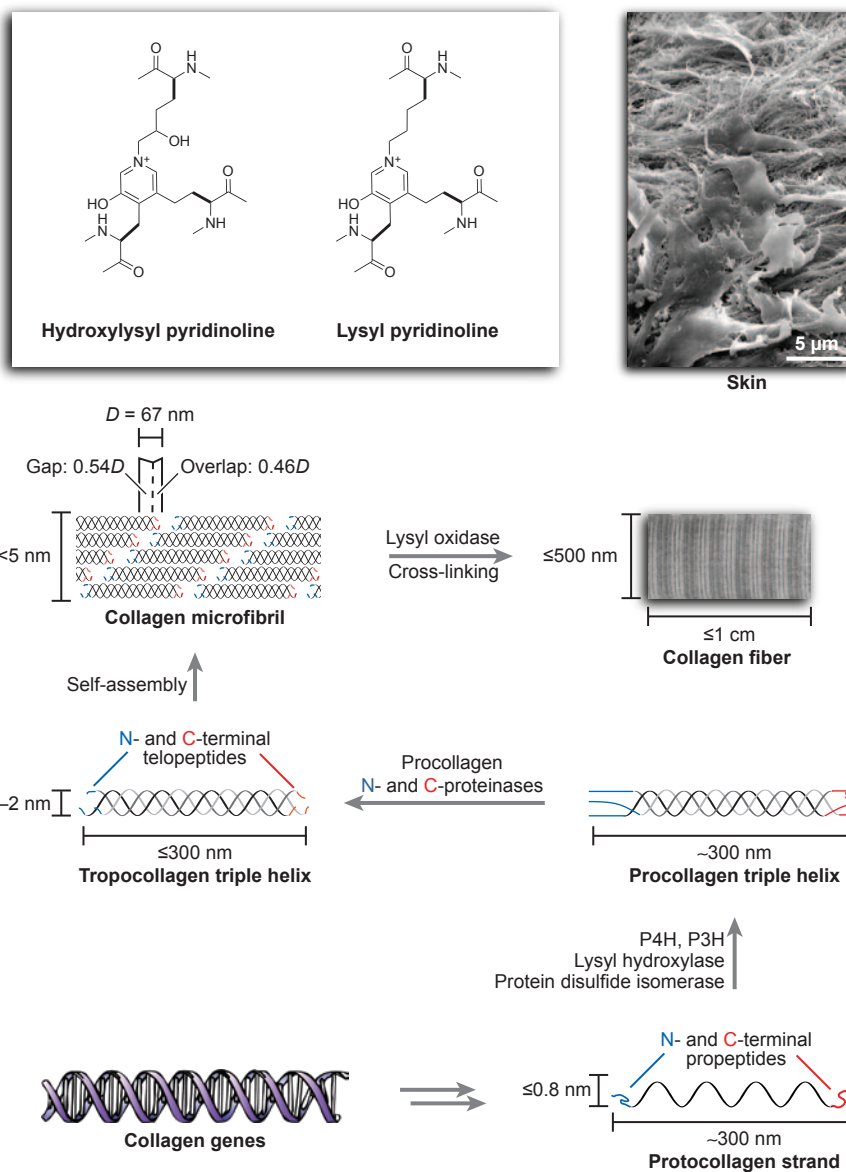 O
H
N
OH
N+
HO
O
NH
H
N
O
O
H
N
N+
HO
O
NH
H
N
O
Hydroxylysyl pyridinoline
Lysyl pyridinoline
5 µm
Skin
D = 67 nm
Gap: 0.54D
Overlap: 0.46D
<5 nm
Collagen microfibril
Lysyl oxidase
Cross-linking
≤500 nm
≤1 cm
Collagen fiber
Self-assembly
N- and C-terminal
telopeptides
–2 nm
≤300 nm
Tropocollagen triple helix
Procollagen
N- and C-proteinases
~300 nm
Procollagen triple helix
P4H, P3H
Lysyl hydroxylase
Protein disulfide isomerase
Collagen genes
N- and C-terminal
propeptides
≤0.8 nm
~300 nm
Protocollagen strand